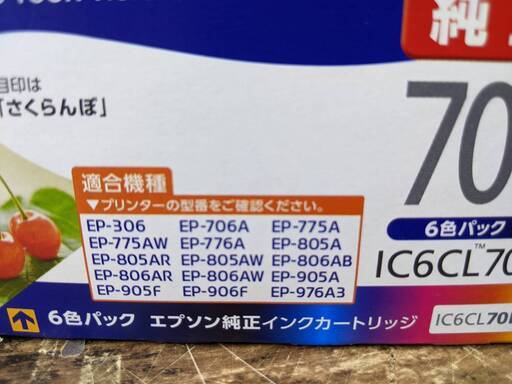 純
目印は
「さくらんぼ」
70
適合機種
▼プリンターの型番をご確認ください。
EP-306 EP-706A EP-775A
EP-775AW EP-776A EP-805A
EP-805AR EP-805AW EP-806AB
EP-806AR EP-806AW EP-905A
EP-905F EP-906F EP-976A3
6色パック
IC6CL™70
6色パック エプソン純正インクカートリッジ
IC6CL70